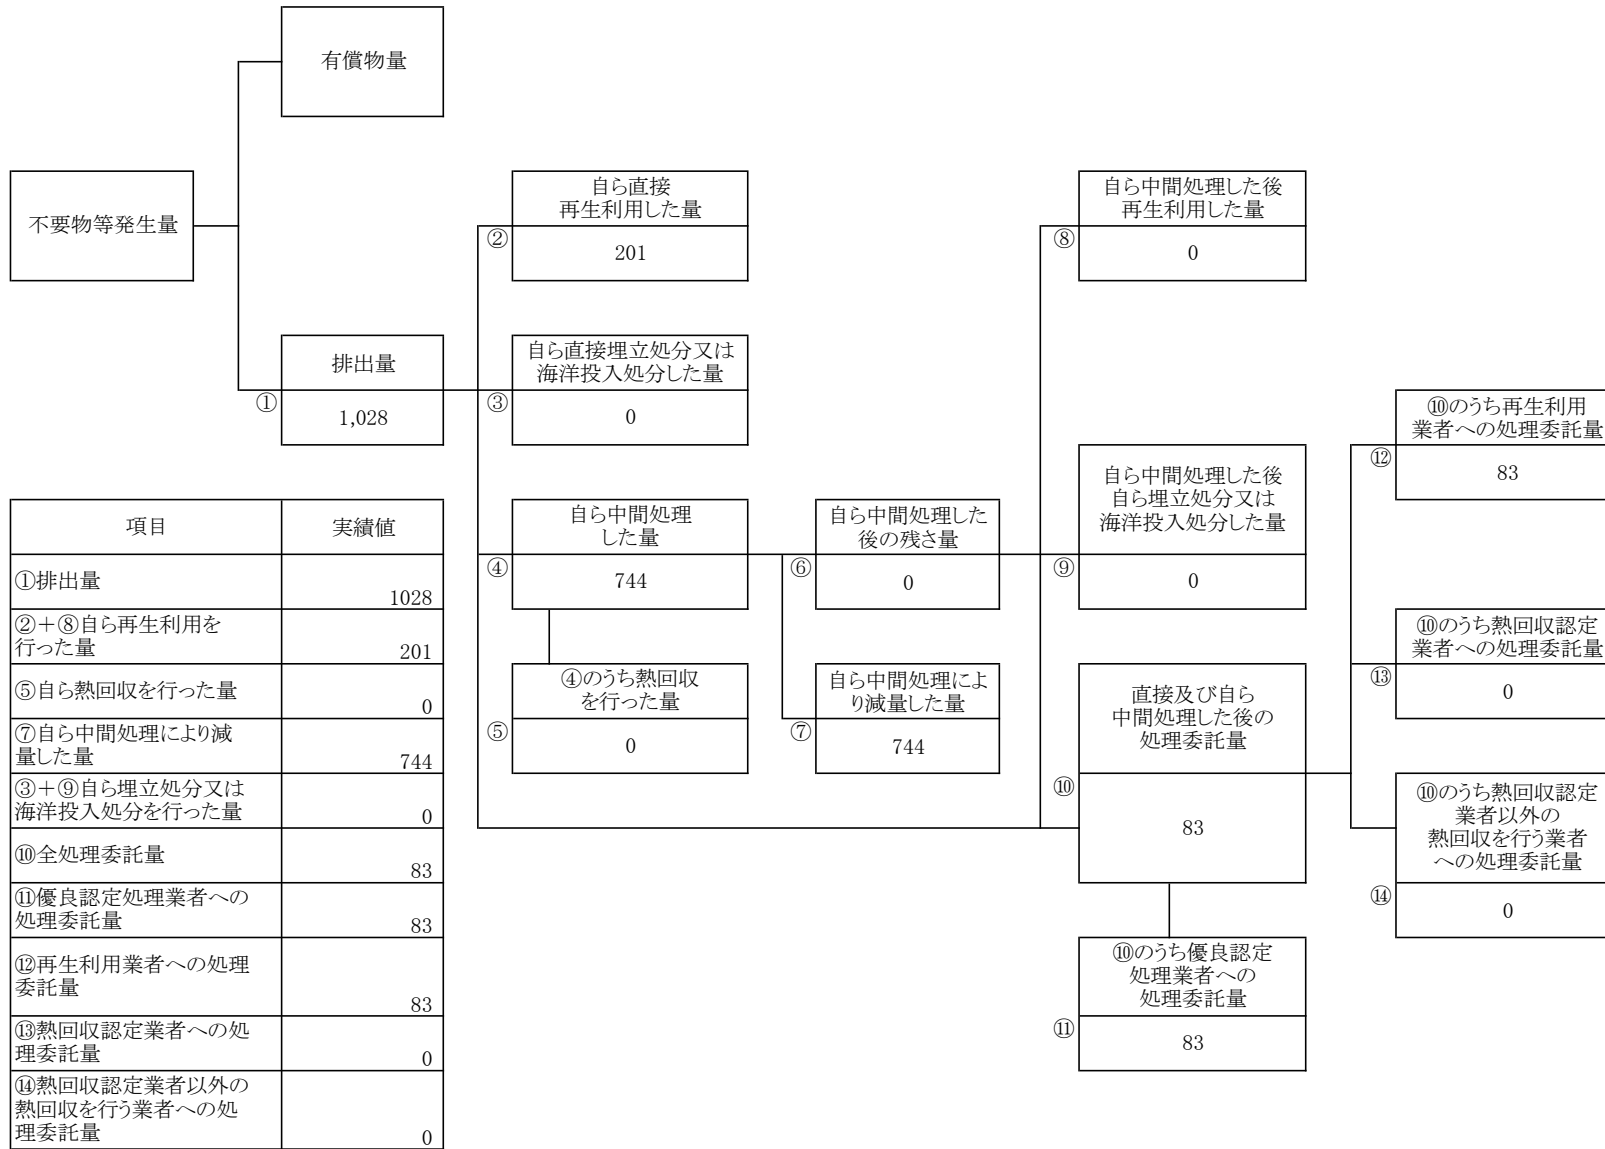 有償物量
不要物等発生量
自ら直接
再生利用した量
②
201
自ら中間処理した後
再生利用した量
⑧
0
排出量
①
1,028
自ら直接埋立処分又は
海洋投入処分した量
③
0
⑩のうち再生利用
業者への処理委託量
⑫
83
自ら中間処理した後
自ら埋立処分又は
海洋投入処分した量
⑨
0
自ら中間処理
した量
④
744
自ら中間処理した
後の残さ量
⑥
0
⑩のうち熱回収認定
業者への処理委託量
⑬
0
④のうち熱回収
を行った量
⑤
0
自ら中間処理によ
り減量した量
⑦
744
直接及び自ら
中間処理した後の
処理委託量
⑩
83
⑩のうち熱回収認定
業者以外の
熱回収を行う業者
への処理委託量
⑭
0
⑩のうち優良認定
処理業者への
処理委託量
⑪
83
項目 実績値
①排出量
1028
②+⑧自ら再生利用を
行った量 201
⑤自ら熱回収を行った量
0
⑦自ら中間処理により減
量した量 744
③+⑨自ら埋立処分又は
海洋投入処分を行った量 0
⑩全処理委託量
83
⑪優良認定処理業者への
処理委託量 83
⑫再生利用業者への処理
委託量
83
⑬熱回収認定業者への処
理委託量 0
⑭熱回収認定業者以外の
熱回収を行う業者への処
理委託量 0